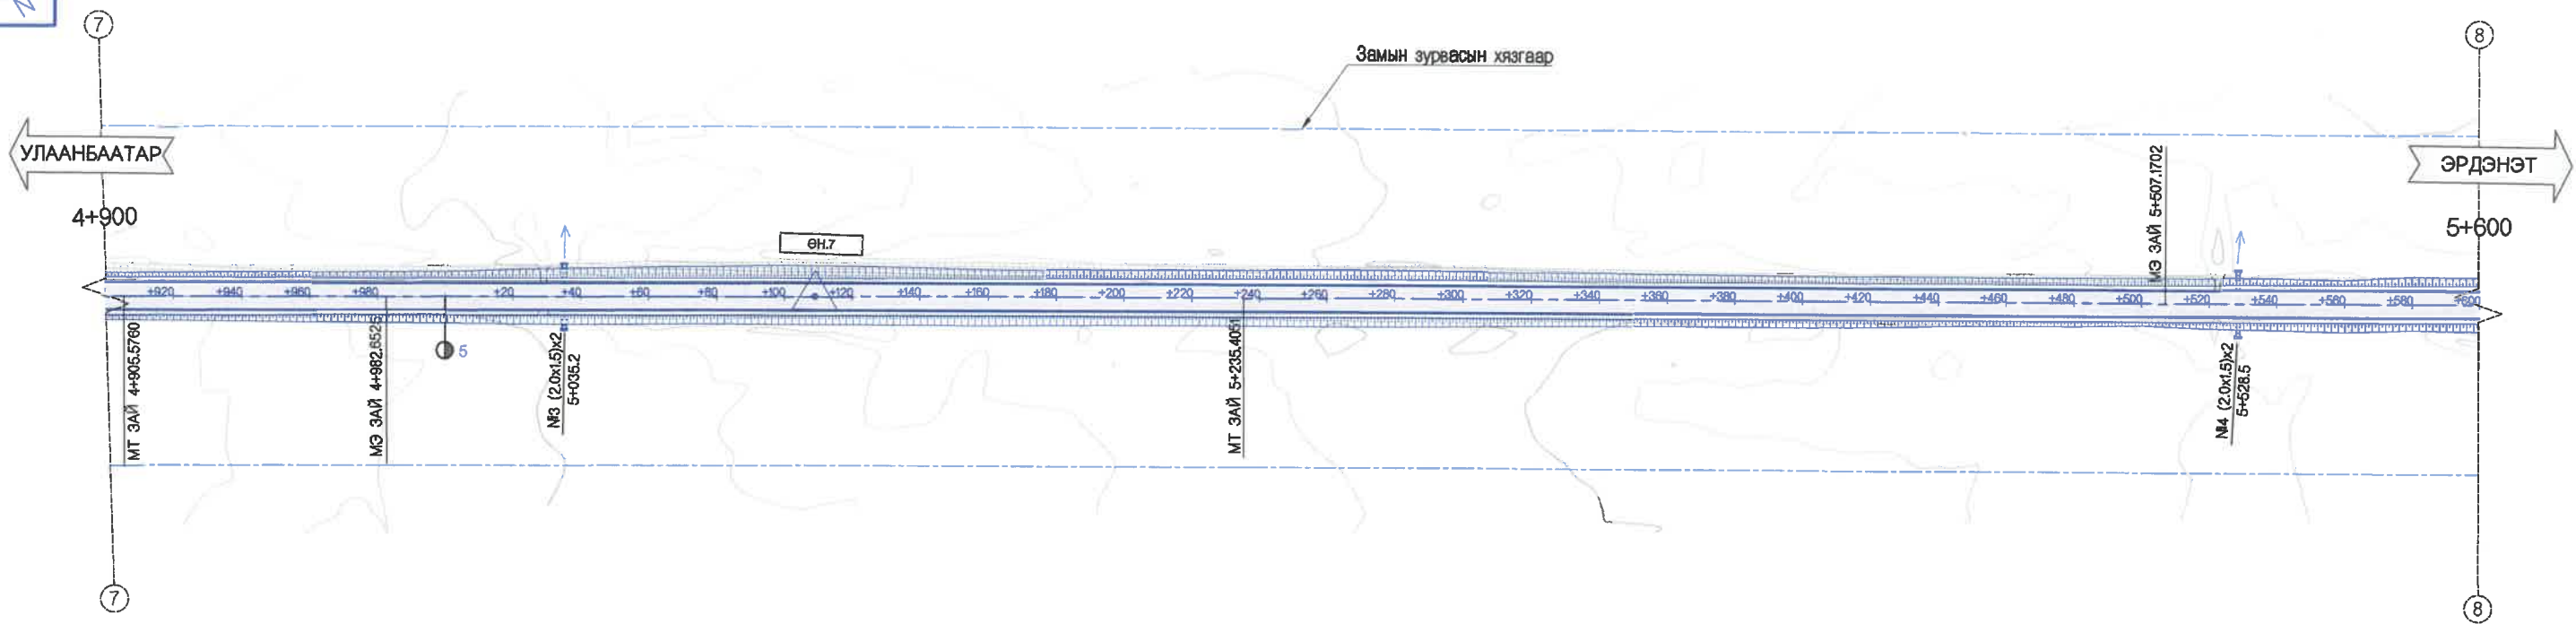 N
7
8
Замын зурвасын хязгаар
УЛААНБААТАР
ЭРДЭНЭТ
4+900
5+600
МЭ ЗАЙ 5+507.1702
ӨН.7
+920 +940 +960 +980 +20 +40 +60 +80 +100 +120 +140 +160 +180 +200 +220 +240 +260 +280 +300 +320 +340 +360 +380 +400 +420 +440 +460 +480 +500 +520 +540 +560 +580 +600
МТ ЗАЙ 4+905.5760
МЭ ЗАЙ 4+982.6525
5
№3 (2.0x1.5)x2
5+035.2
МТ ЗАЙ 5+235.4051
№4 (2.0x1.5)x2
5+528.5
7
8